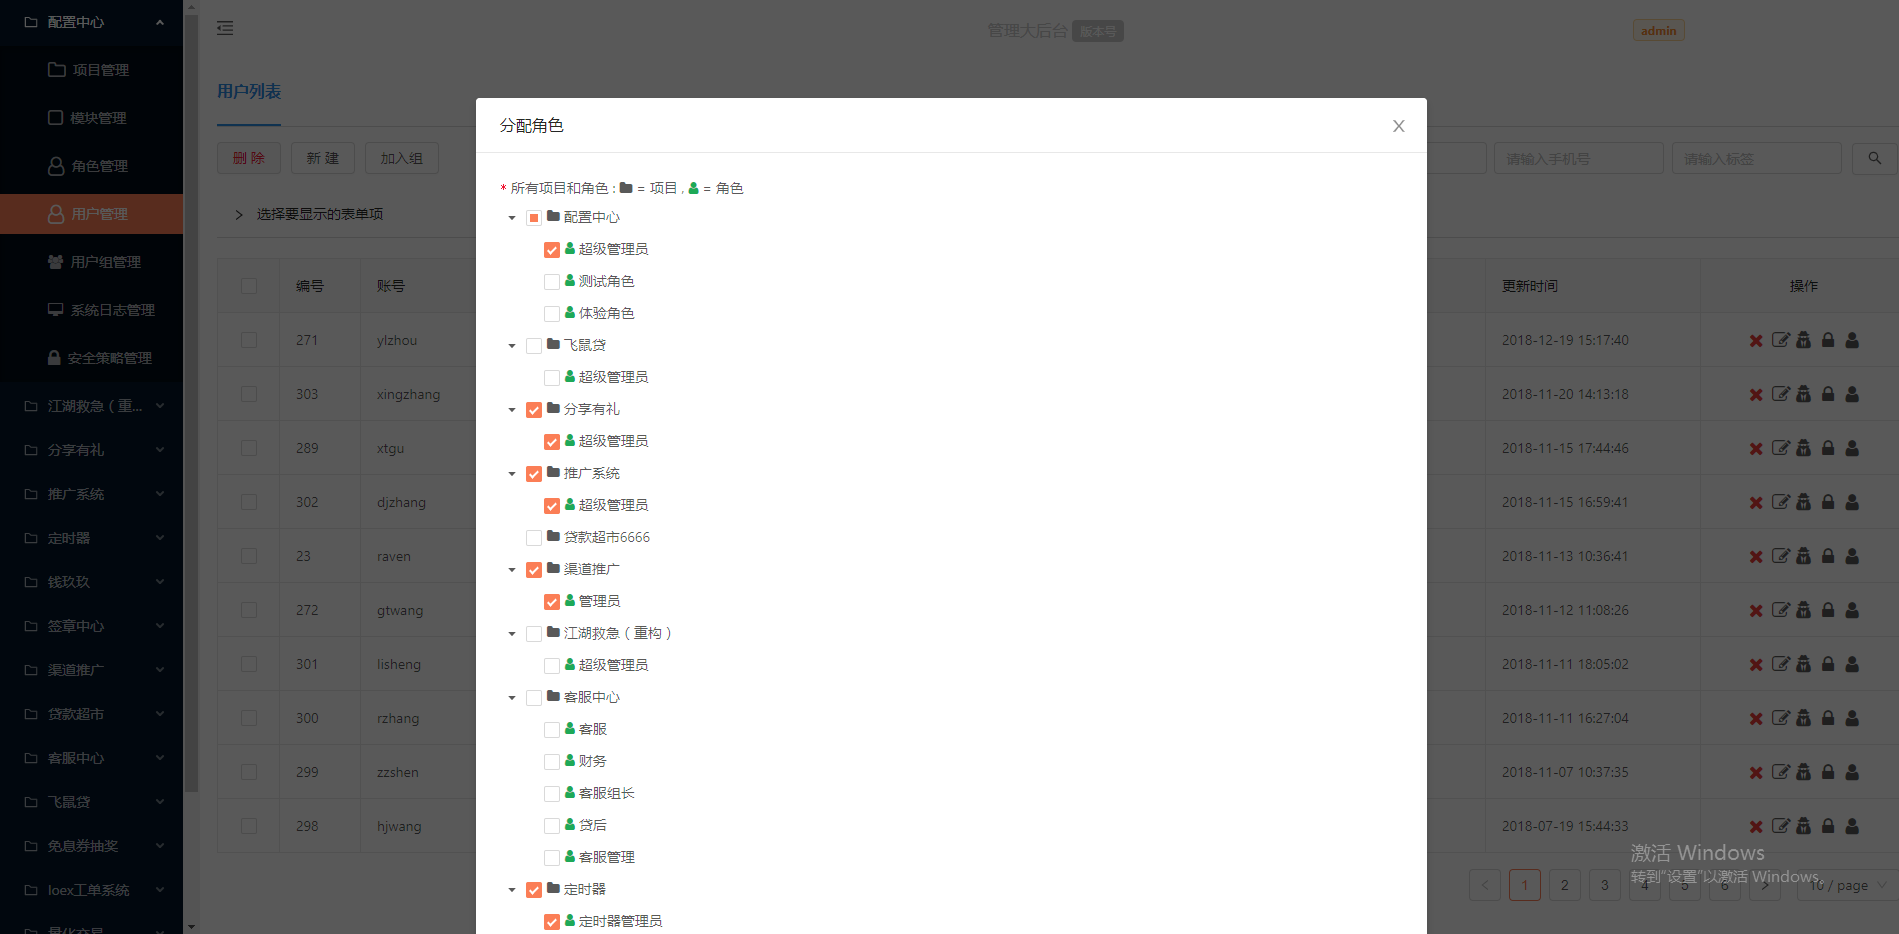 配置中心
项目管理
模块管理
角色管理
用户管理
用户组管理
系统日志管理
安全策略管理
江湖救急（重...
分享有礼
推广系统
定时器
钱玖玖
签章中心
渠道推广
贷款超市
客服中心
飞鼠贷
免息券抽奖
loex工单系统
量化交易
管理大后台 版本号
admin
用户列表
删 除 新 建 加入组
请输入手机号 请输入标签
选择要显示的表单项
编号 账号 更新时间 操作
271 ylzhou 2018-12-19 15:17:40
303 xingzhang 2018-11-20 14:13:18
289 xtgu 2018-11-15 17:44:46
302 djzhang 2018-11-15 16:59:41
23 raven 2018-11-13 10:36:41
272 gtwang 2018-11-12 11:08:26
301 lisheng 2018-11-11 18:05:02
300 rzhang 2018-11-11 16:27:04
299 zzshen 2018-11-07 10:37:35
298 hjwang 2018-07-19 15:44:33
1 2 3 4 5 6 10 / page
激活 Windows
转到"设置"以激活 Windows。
分配角色
* 所有项目和角色 : = 项目 , = 角色
配置中心
超级管理员
测试角色
体验角色
飞鼠贷
超级管理员
分享有礼
超级管理员
推广系统
超级管理员
贷款超市6666
渠道推广
管理员
江湖救急（重构）
超级管理员
客服中心
客服
财务
客服组长
贷后
客服管理
定时器
定时器管理员